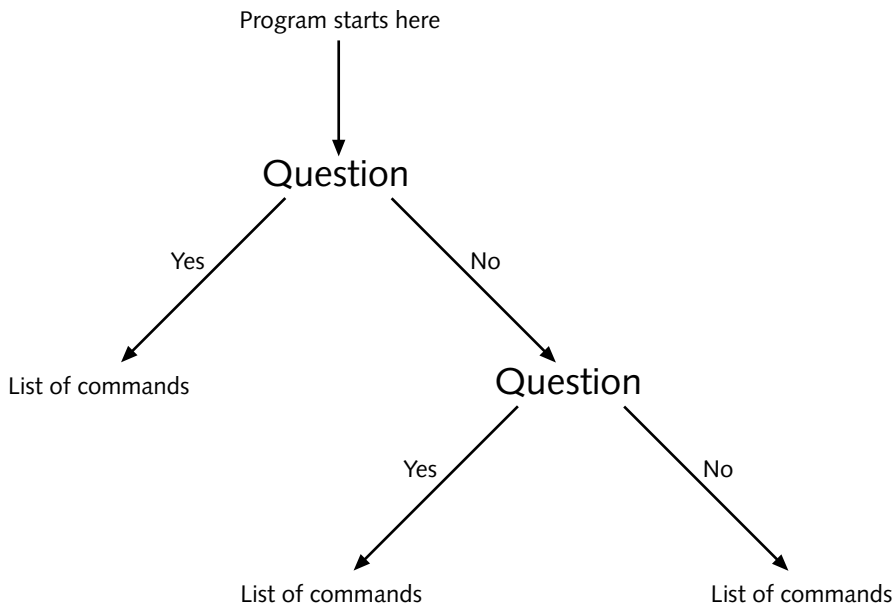 Program starts here
Question
Yes
No
List of commands
Question
Yes
No
List of commands
List of commands